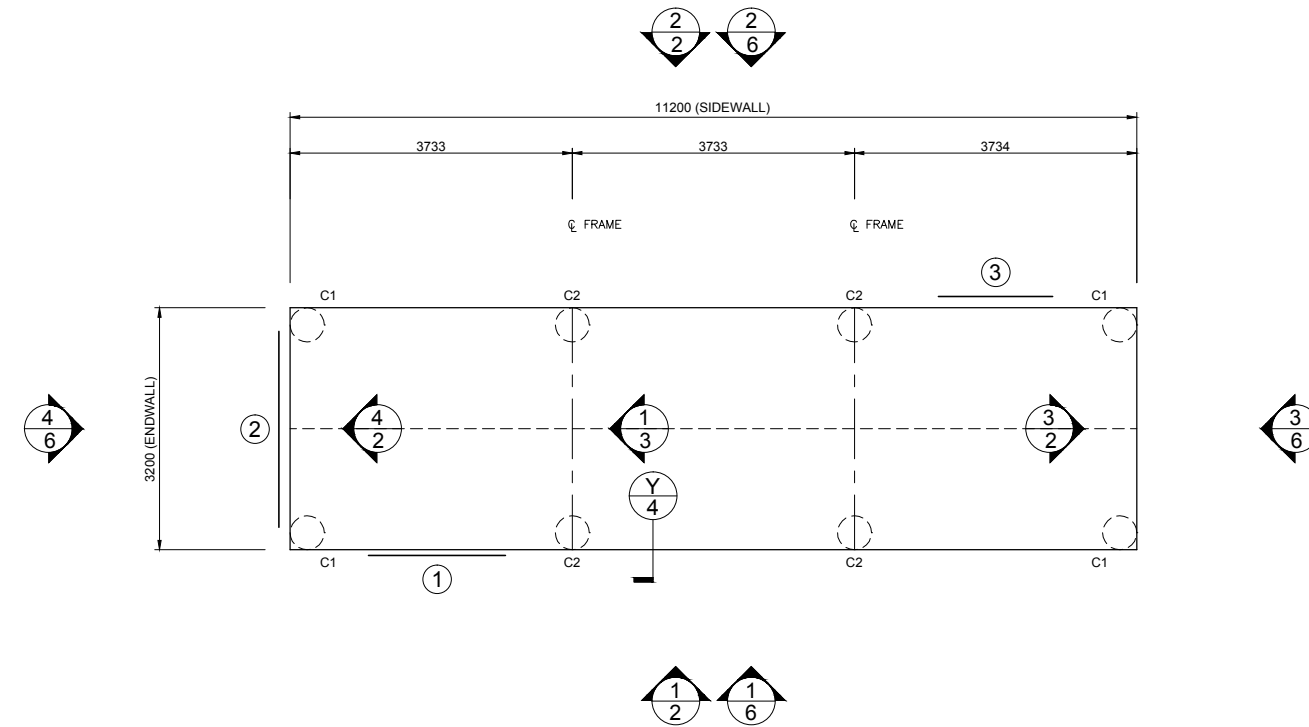 2 2
2 6
11200 (SIDEWALL)
3733 3733 3734
℄ FRAME ℄ FRAME
3
C1 C2 C2 C1
3200 (ENDWALL)
4 4 1 3 3
6 2 3 2 6
2
Y
4
C1 C2 C2 C1
1
1 1
2 6